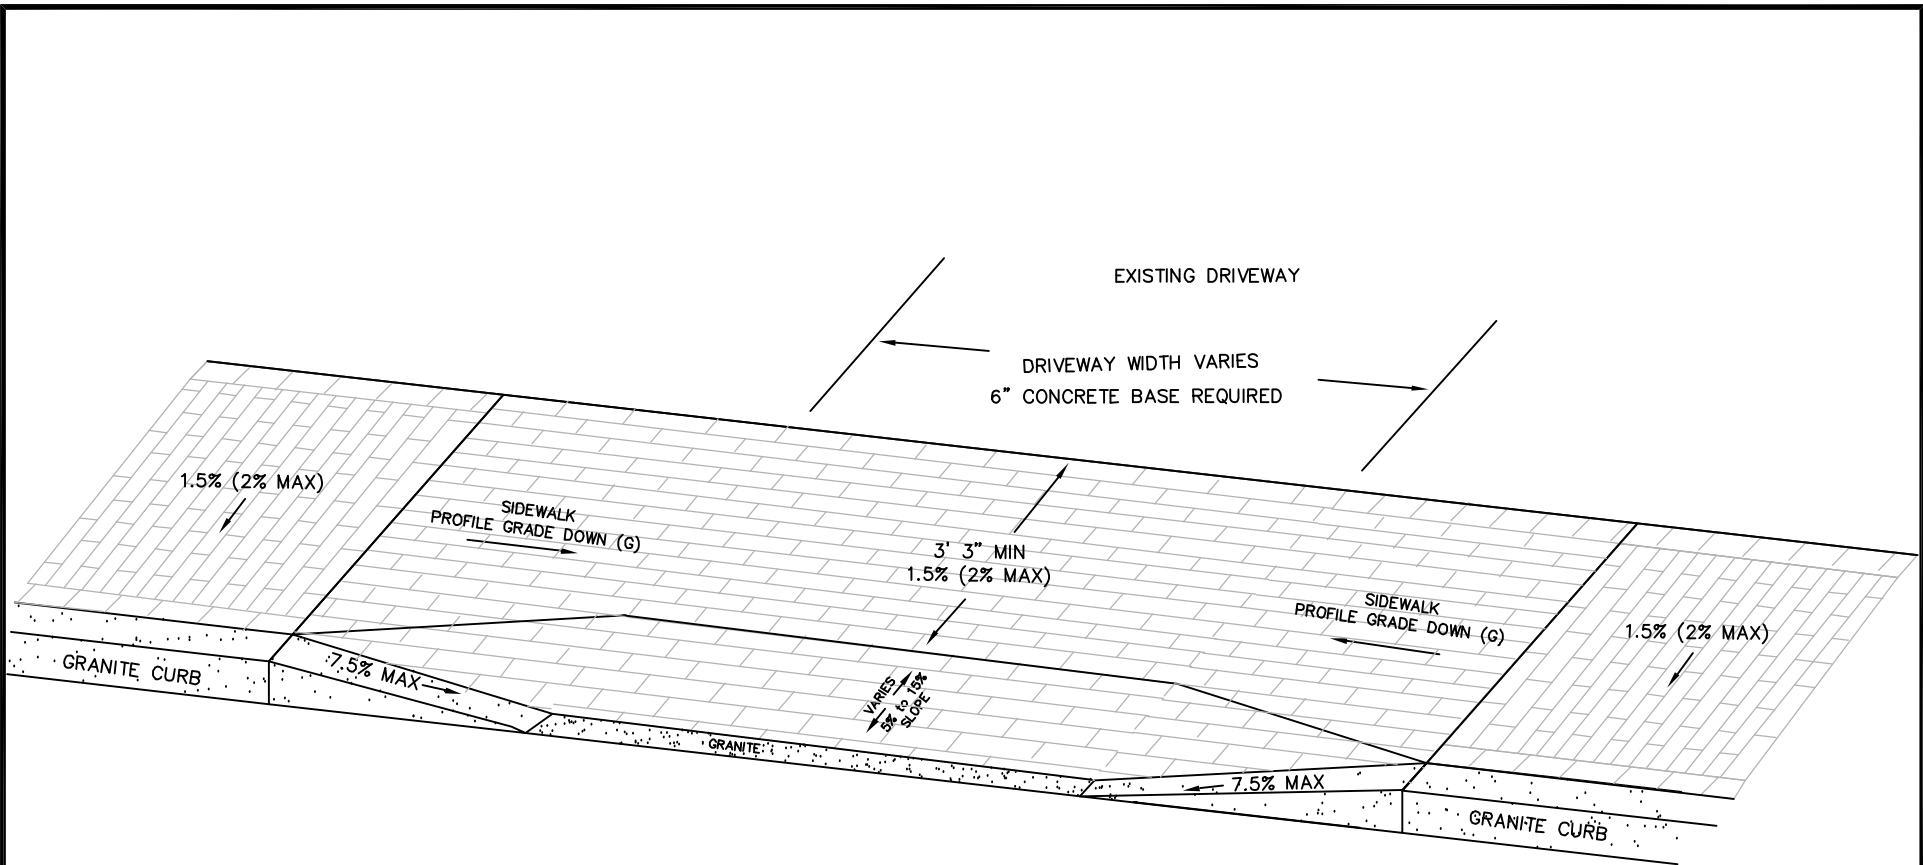 EXISTING DRIVEWAY
DRIVEWAY WIDTH VARIES
6" CONCRETE BASE REQUIRED
1.5% (2% MAX)
SIDEWALK
PROFILE GRADE DOWN (G)
3' 3" MIN
1.5% (2% MAX)
SIDEWALK
PROFILE GRADE DOWN (G)
1.5% (2% MAX)
GRANITE CURB
7.5% MAX
VARIES
5% to 15%
SLOPE
GRANITE
7.5% MAX
GRANITE CURB